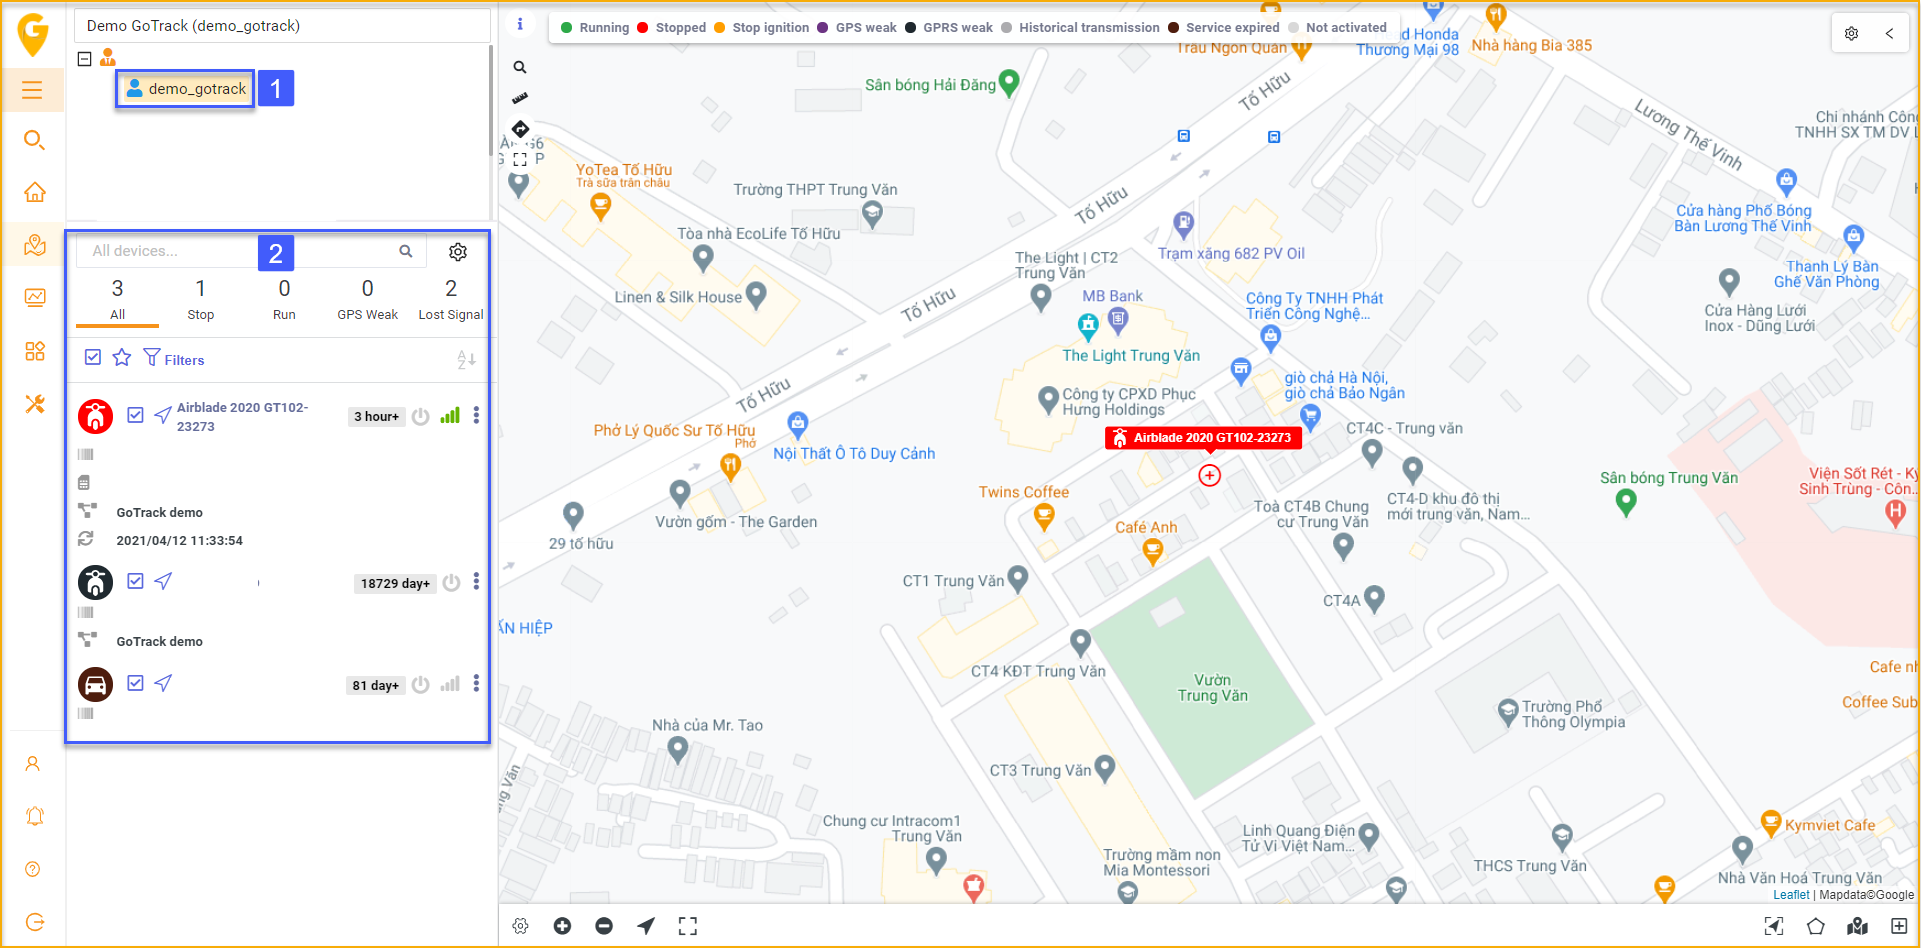 Demo GoTrack (demo_gotrack)
demo_gotrack
1
All devices...
2
3
1
0
0
2
All
Stop
Run
GPS Weak
Lost Signal
Filters
Airblade 2020 GT102-
23273
3 hour+
GoTrack demo
2021/04/12 11:33:54
18729 day+
GoTrack demo
81 day+
Running
Stopped
Stop ignition
GPS weak
GPRS weak
Historical transmission
Service expired
Not activated
Trâu Ngon Quán
Thương Mại 98
Nhà hàng Bia 385
Sân bóng Hải Đăng
Tố Hữu
Lương Thế Vinh
TNHH SX TM DV
YoTea Tố Hữu
Trà sữa trân châu
Trường THPT Trung Văn
Tố Hữu
Cửa hàng Phố Bóng
Bàn Lương Thế Vinh
Tòa nhà EcoLife Tố Hữu
Trạm xăng 682 PV Oil
The Light | CT2
Trung Văn
Thanh Lý Bàn
Ghế Văn Phòng
Linen & Silk House
Tố Hữu
MB Bank
Công Ty TNHH Phát
Triển Công Nghệ...
Cửa Hàng Lưới
Inox - Dũng Lưới
The Light Trung Văn
Tố Hữu
giò chả Hà Nội,
giò chả Bảo Ngân
Công ty CPXD Phục
Hưng Holdings
Phở Lý Quốc Sư Tố Hữu
Phở
Nội Thất Ô Tô Duy Cảnh
Airblade 2020 GT102-23273
CT4C - Trung văn
Sân bóng Trung Văn
Viện Sốt Rét - Ký
Sinh Trùng - Côn...
Twins Coffee
Vườn gốm - The Garden
29 tố hữu
Café Anh
Toà CT4B Chung
cư Trung Văn
CT4-D khu đô thị
mới trung văn, Nam...
CT1 Trung Văn
CT4A
ẤN HIỆP
CT4 KĐT Trung Văn
Vườn
Trung Văn
Cafe
Coffee Sub
Trường Phổ
Thông Olympia
Nhà của Mr. Tao
CT3 Trung Văn
Chung cư Intracom1
Trung Văn
Linh Quang Điện
Tử Vi Việt Nam...
Kymviet Cafe
Trường mầm non
Mia Montessori
THCS Trung Văn
Nhà Văn Hoá Trung Văn
Leaflet | Mapdata©Google